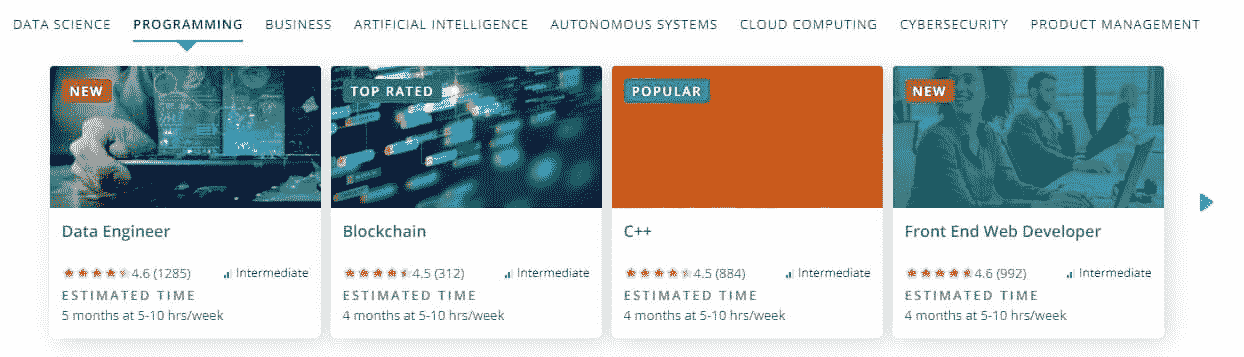 DATA SCIENCE PROGRAMMING BUSINESS ARTIFICIAL INTELLIGENCE AUTONOMOUS SYSTEMS CLOUD COMPUTING CYBERSECURITY PRODUCT MANAGEMENT
NEW
Data Engineer
4.6 (1285) Intermediate
ESTIMATED TIME
5 months at 5-10 hrs/week
TOP RATED
Blockchain
4.5 (312) Intermediate
ESTIMATED TIME
4 months at 5-10 hrs/week
POPULAR
C++
4.5 (884) Intermediate
ESTIMATED TIME
4 months at 5-10 hrs/week
NEW
Front End Web Developer
4.6 (992) Intermediate
ESTIMATED TIME
4 months at 5-10 hrs/week